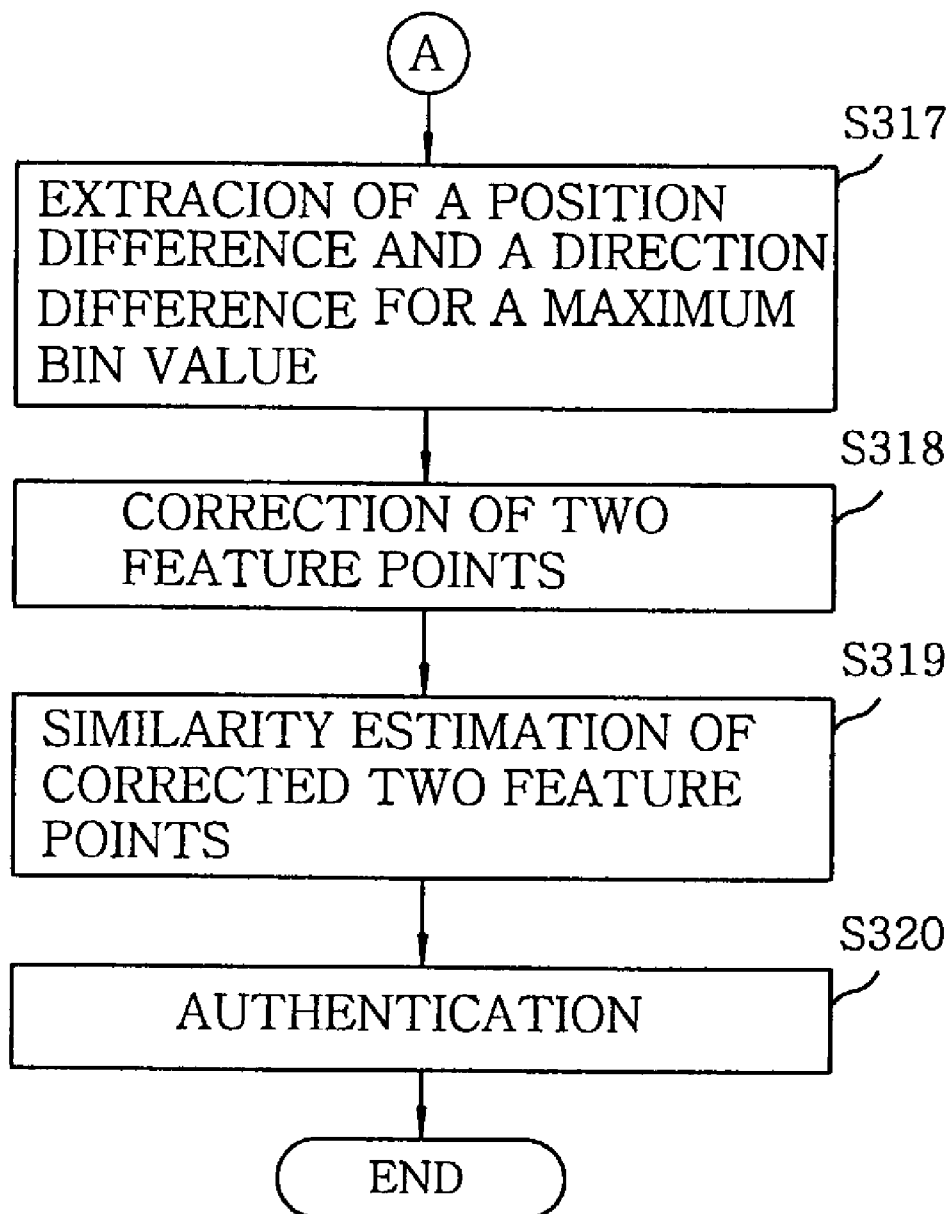 A
S317
EXTRACION OF A POSITION
DIFFERENCE AND A DIRECTION
DIFFERENCE FOR A MAXIMUM
BIN VALUE
S318
CORRECTION OF TWO
FEATURE POINTS
S319
SIMILARITY ESTIMATION OF
CORRECTED TWO FEATURE
POINTS
S320
AUTHENTICATION
END